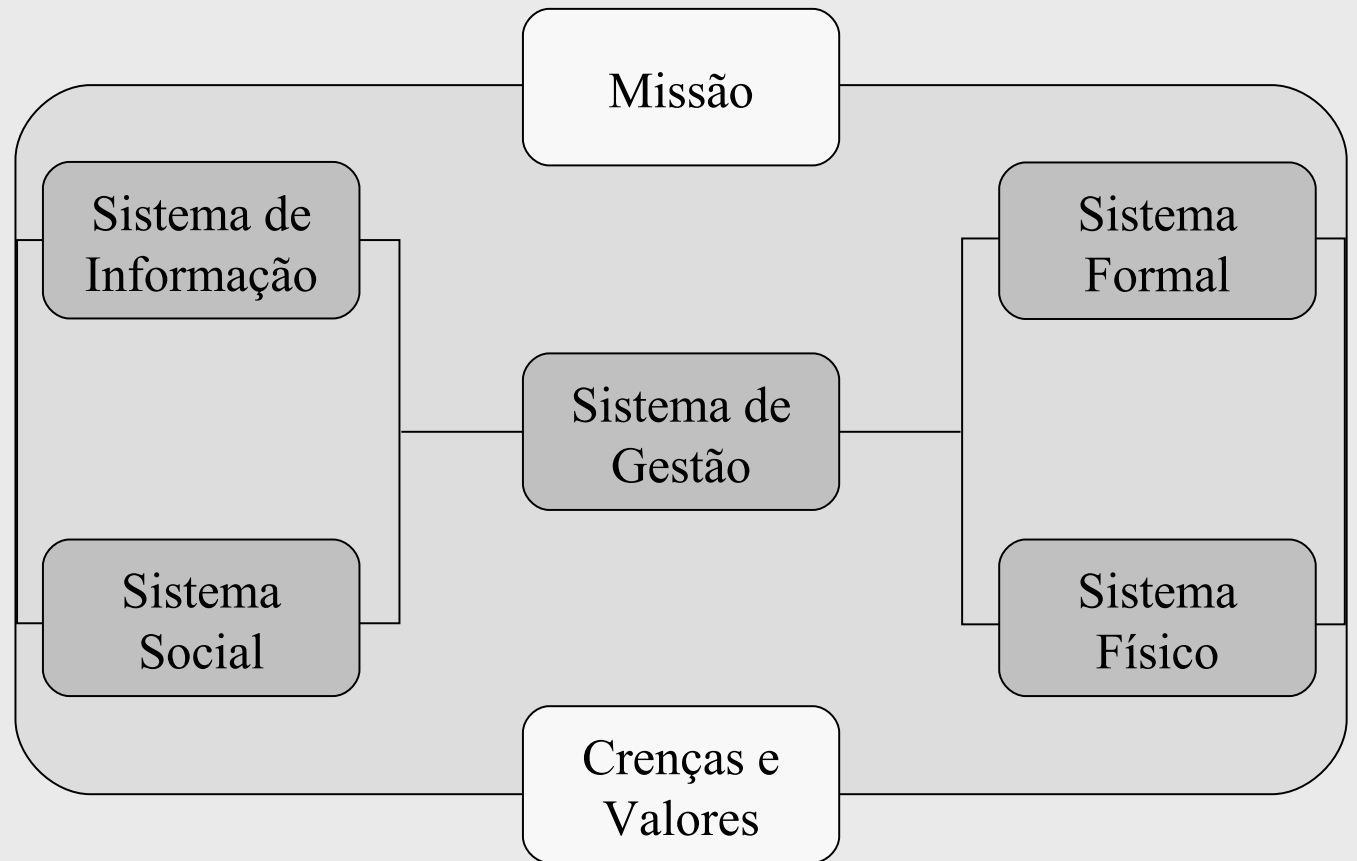 Missão
Sistema de
Informação
Sistema
Formal
Sistema de
Gestão
Sistema
Social
Sistema
Físico
Crenças e
Valores